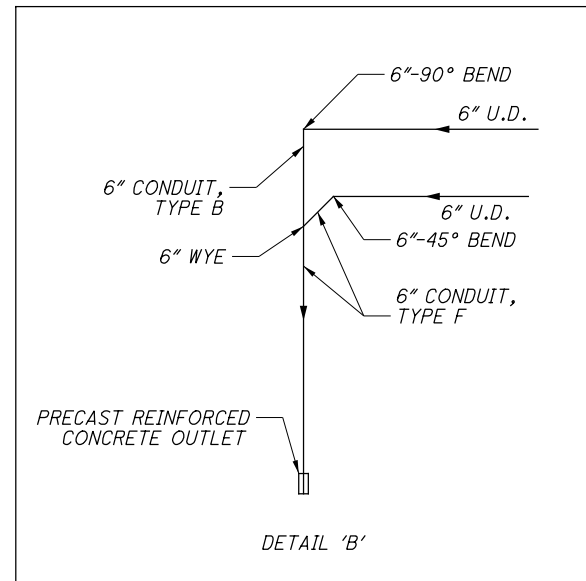 6"-90° BEND
6" U.D.
6" CONDUIT,
TYPE B
6" U.D.
6"-45° BEND
6" WYE
6" CONDUIT,
TYPE F
PRECAST REINFORCED
CONCRETE OUTLET
DETAIL 'B'